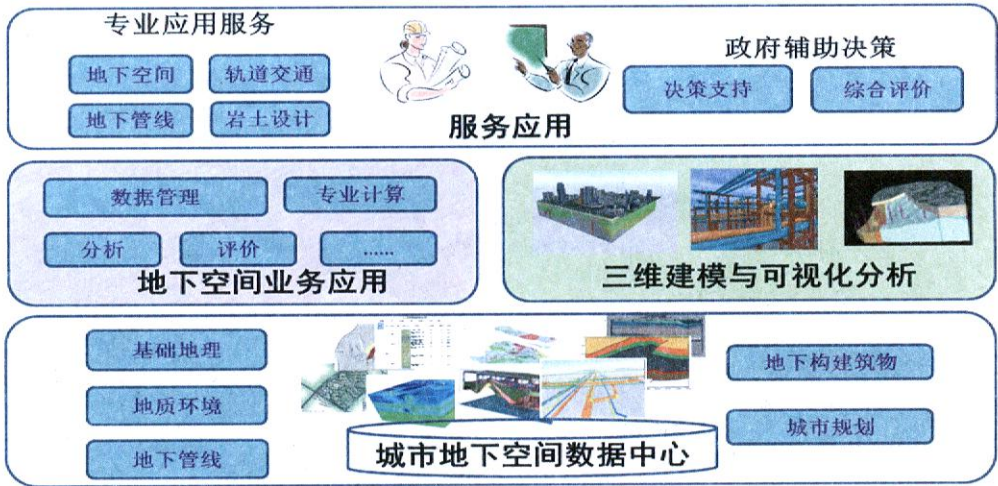 专业应用服务
政府辅助决策
地下空间
轨道交通
决策支持
综合评价
地下管线
岩土设计
服务应用
数据管理
专业计算
分析
评价
……
地下空间业务应用
三维建模与可视化分析
基础地理
地质环境
地下管线
地下构建筑物
城市规划
城市地下空间数据中心